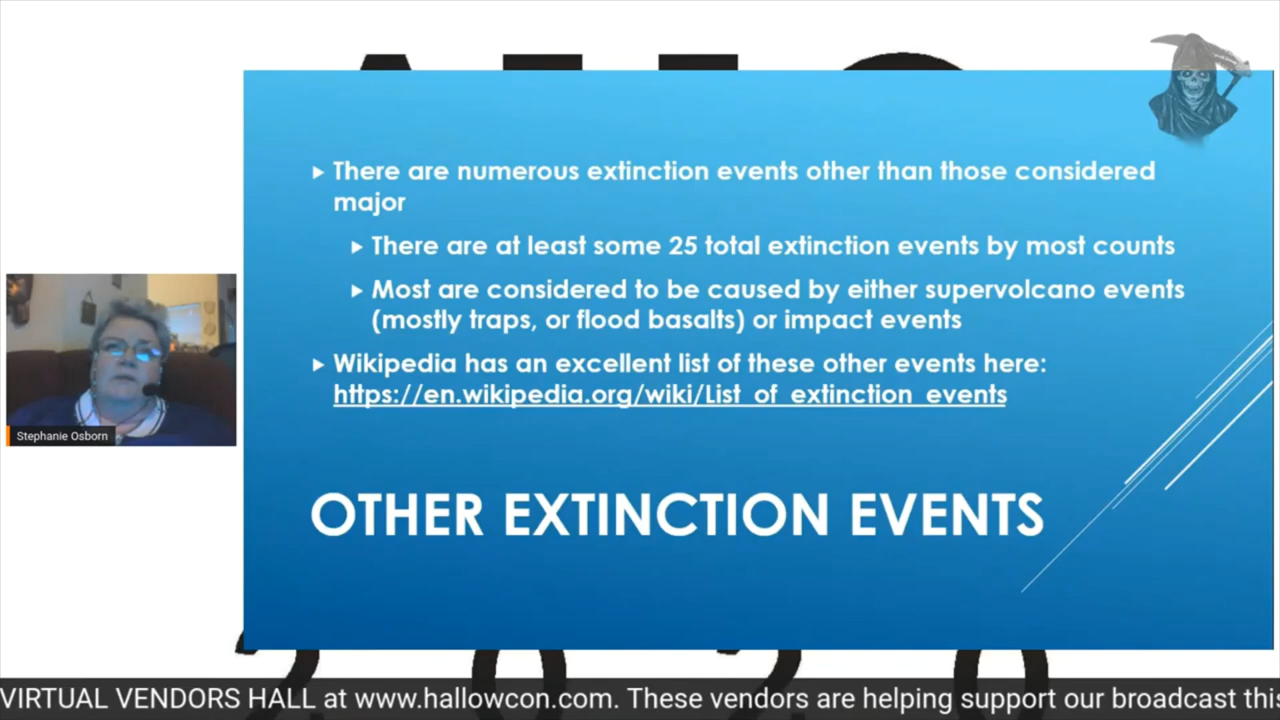 There are numerous extinction events other than those considered
major
There are at least some 25 total extinction events by most counts
Most are considered to be caused by either supervolcano events
(mostly traps, or flood basalts) or impact events
Wikipedia has an excellent list of these other events here:
https://en.wikipedia.org/wiki/List_of_extinction_events
Stephanie Osborn
OTHER EXTINCTION EVENTS
2020
VIRTUAL VENDORS HALL at www.hallowcon.com. These vendors are helping support our broadcast this